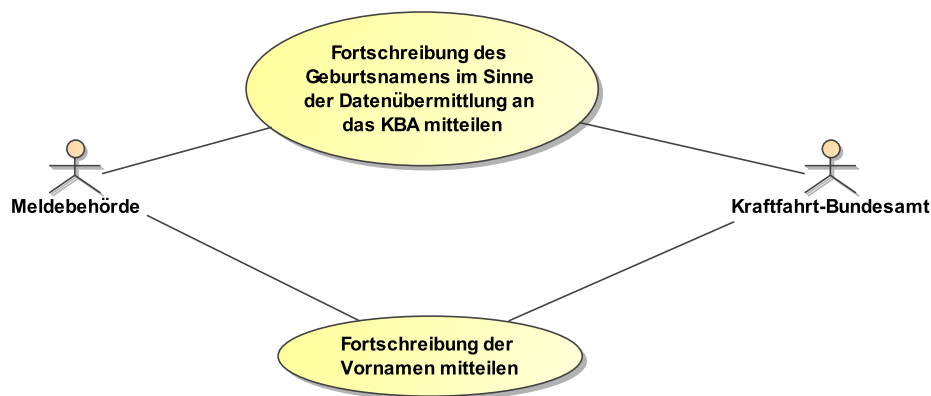 Fortschreibung des
Geburtsnamens im Sinne
der Datenübermittlung an
das KBA mitteilen
Meldebehörde
Kraftfahrt-Bundesamt
Fortschreibung der
Vornamen mitteilen